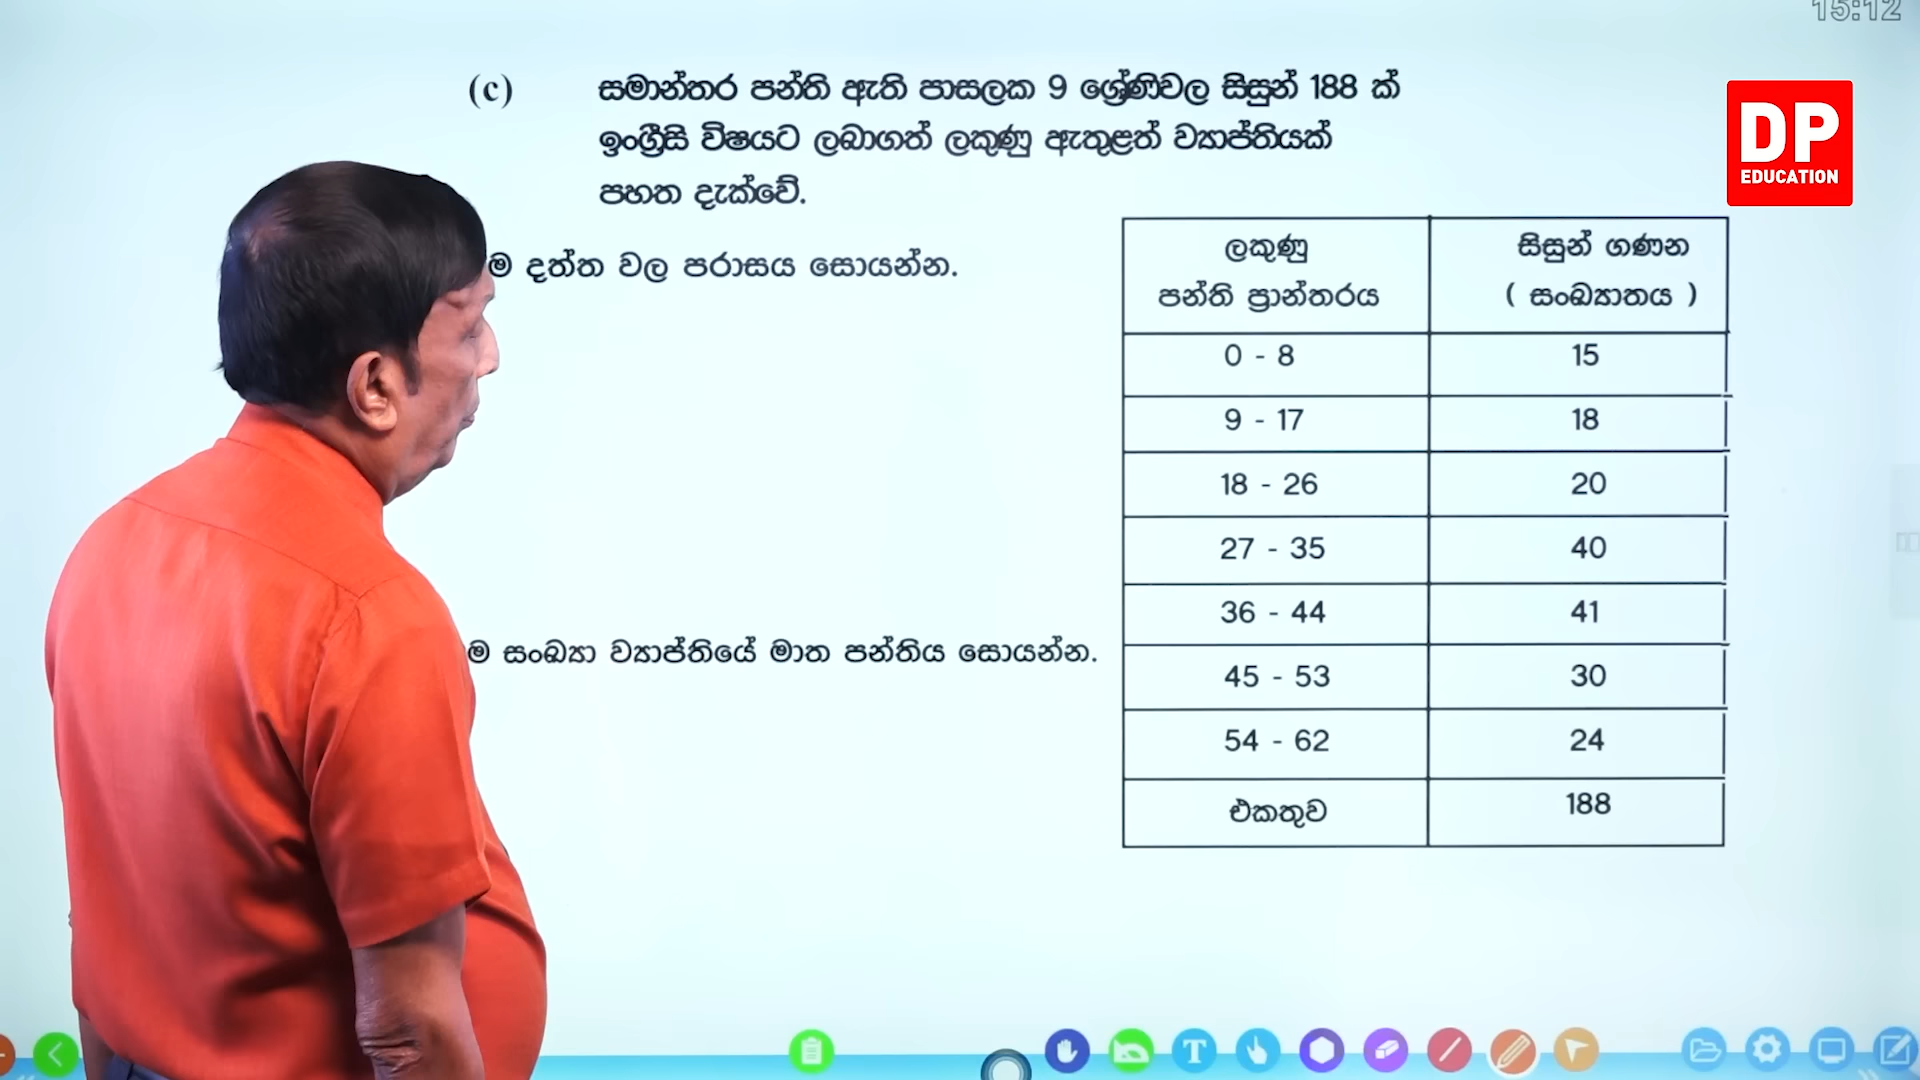 15:12
(c) සමාන්තර පන්ති ඇති පාසලක 9 ශ්‍රේණිවල සිසුන් 188 ක්
ඉංග්‍රීසි විෂයට ලබාගත් ලකුණු ඇතුළත් ව්‍යාප්තියක්
පහත දැක්වේ.
DP
EDUCATION
ම දත්ත වල පරාසය සොයන්න.
ම සංඛ්‍යා ව්‍යාප්තියේ මාත පන්තිය සොයන්න.
ලකුණු සිසුන් ගණන
පන්ති ප්‍රාන්තරය ( සංඛ්‍යාතය )
0 - 8 15
9 - 17 18
18 - 26 20
27 - 35 40
36 - 44 41
45 - 53 30
54 - 62 24
එකතුව 188
T